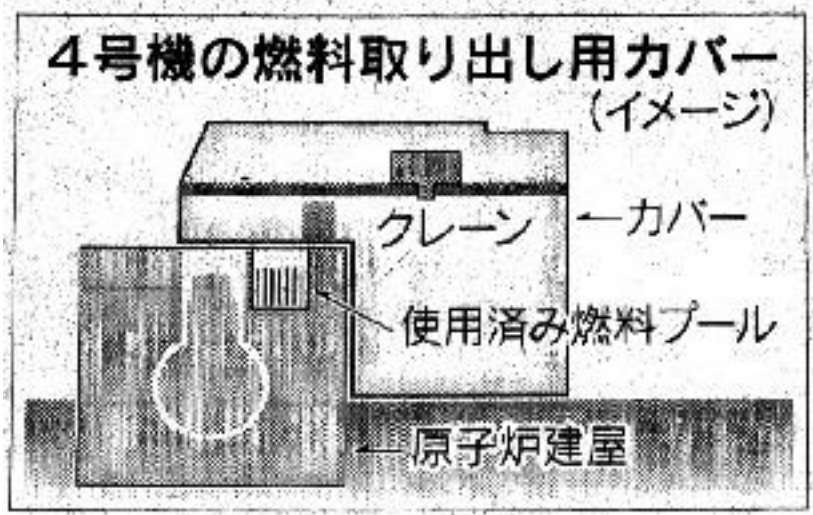 4号機の燃料取り出し用カバー
(イメージ)
クレーン
カバー
使用済み燃料プール
原子炉建屋